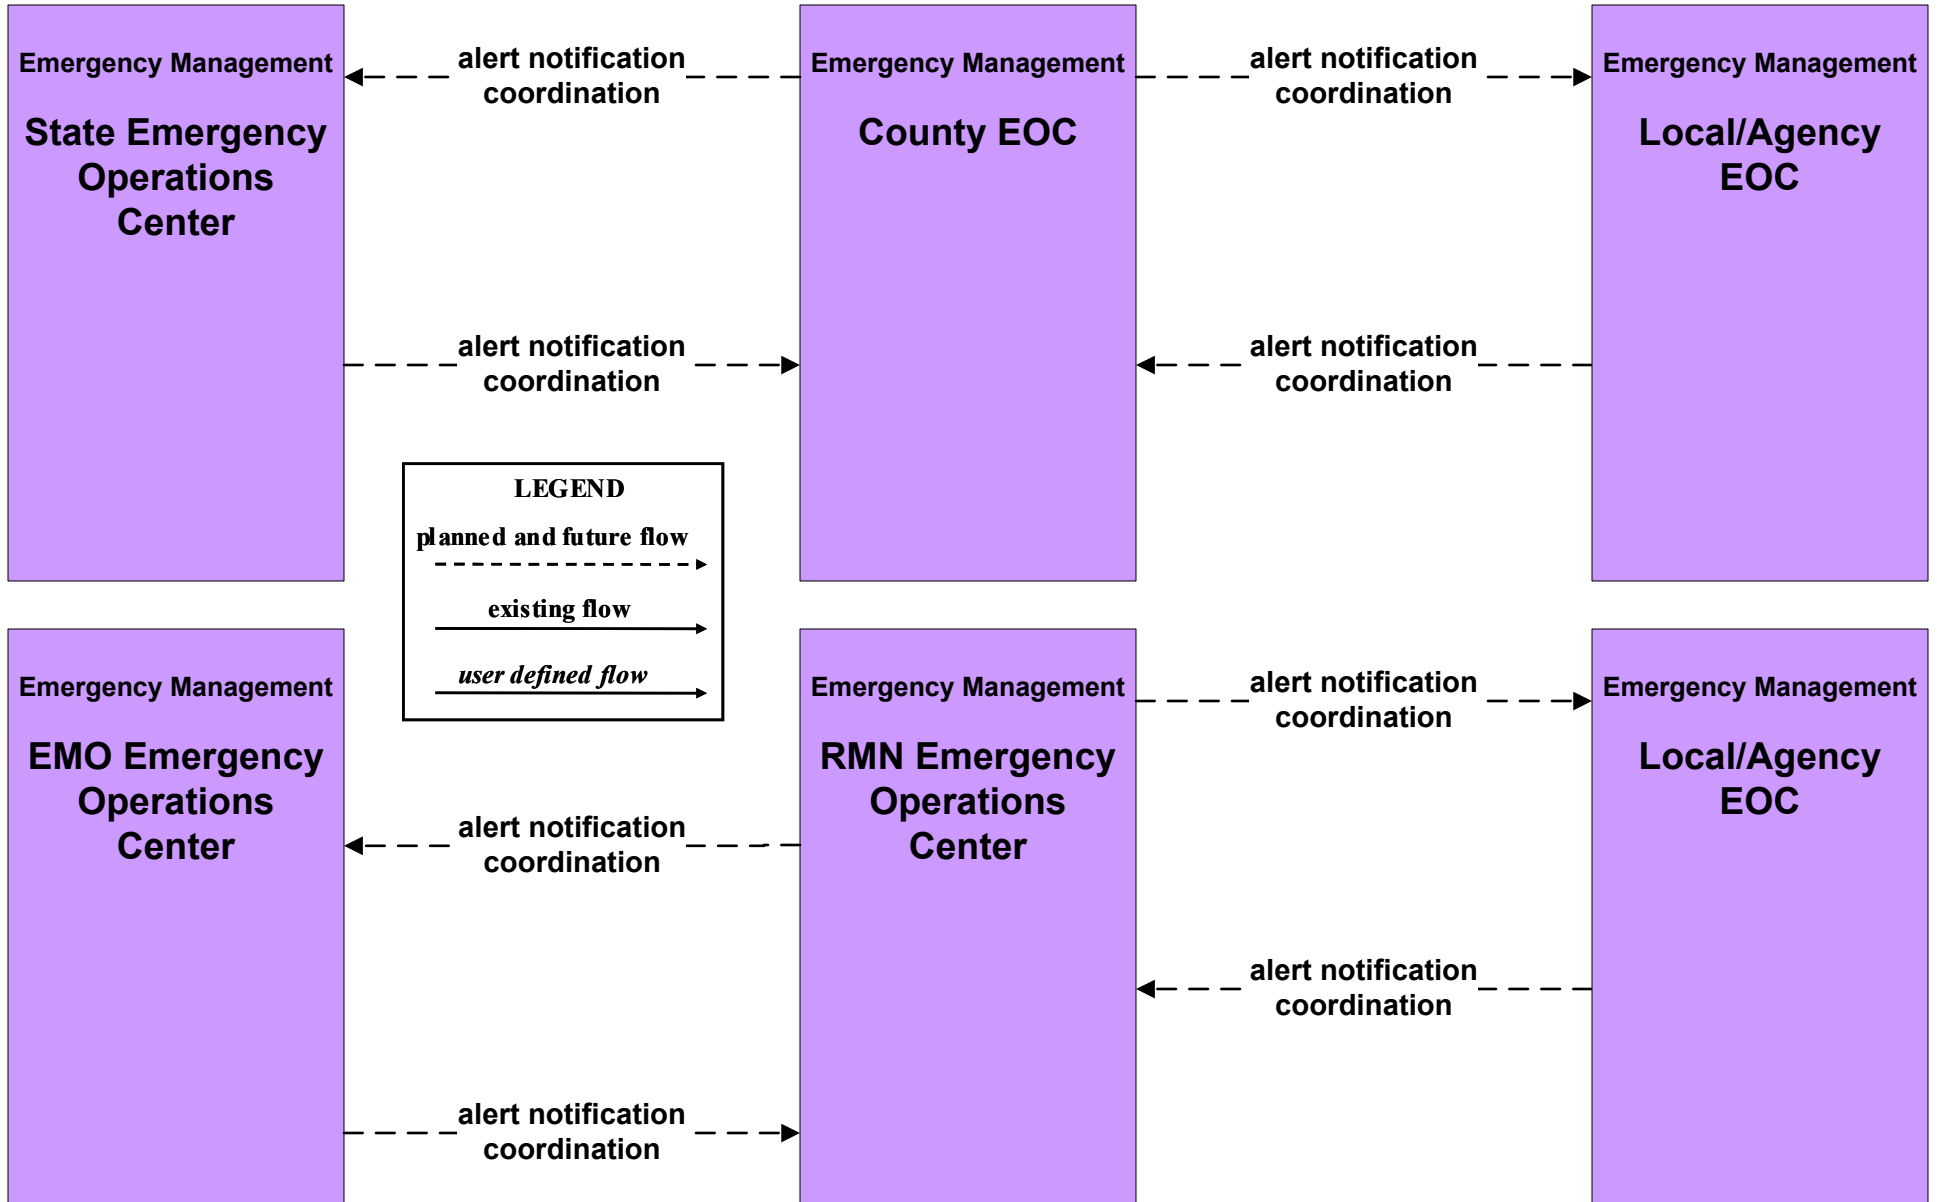 Emergency Management
State Emergency
Operations
Center
alert notification
coordination
alert notification
coordination
Emergency Management
County EOC
alert notification
coordination
alert notification
coordination
Emergency Management
Local/Agency
EOC
LEGEND
planned and future flow
existing flow
user defined flow
Emergency Management
EMO Emergency
Operations
Center
alert notification
coordination
alert notification
coordination
Emergency Management
RMN Emergency
Operations
Center
alert notification
coordination
alert notification
coordination
Emergency Management
Local/Agency
EOC